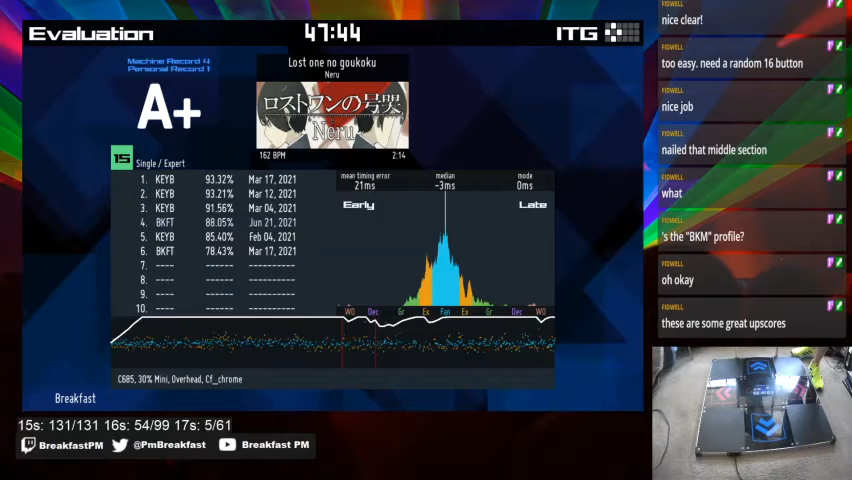 Evaluation
47:44
ITG
Machine Record 4
Personal Record 1
A+
Lost one no goukoku
Neru
ロストワンの号哭
Neru
162 BPM
2:14
15
Single / Expert
1. KEYB 93.32% Mar 17, 2021
2. KEYB 93.21% Mar 12, 2021
3. KEYB 91.56% Mar 04, 2021
4. BKFT 88.05% Jun 21, 2021
5. KEYB 85.40% Feb 04, 2021
6. BKFT 78.43% Mar 17, 2021
7. ---- ------ ----------
8. ---- ------ ----------
9. ---- ------ ----------
10. ---- ------ ----------
mean timing error
21ms
median
-3ms
mode
0ms
Early
Late
WO Dec Gr Ex Fan Ex Gr Dec WO
C685, 30% Mini, Overhead, Cf_chrome
Breakfast
15s: 131/131 16s: 54/99 17s: 5/61
BreakfastPM
@PmBreakfast
Breakfast PM
FIDWELL
nice clear!
FIDWELL
too easy. need a random 16 button
FIDWELL
nice job
FIDWELL
nailed that middle section
FIDWELL
what
FIDWELL
's the "BKM" profile?
FIDWELL
oh okay
FIDWELL
these are some great upscores